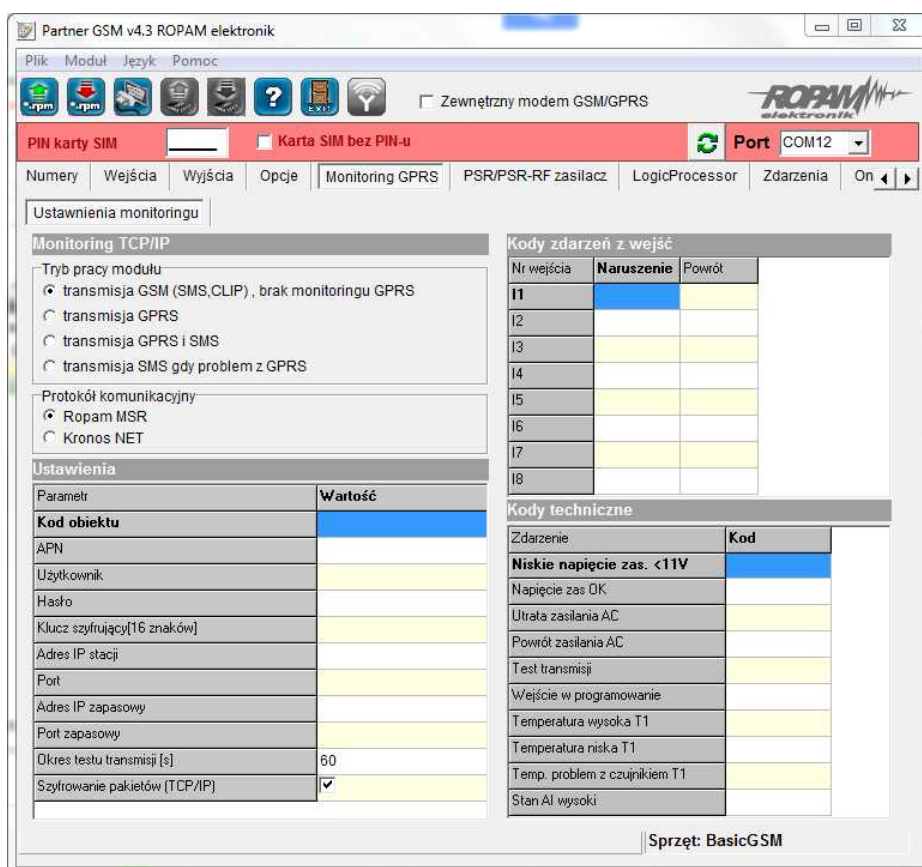 Partner GSM v4.3 ROPAM elektronik
Plik Moduł Język Pomoc
*.rpm *.rpm ? EXIT Zewnętrzny modem GSM/GPRS ROPAM elektronik
PIN karty SIM Karta SIM bez PIN-u Port COM12
Numery Wejścia Wyjścia Opcje Monitoring GPRS PSR/PSR-RF zasilacz LogicProcessor Zdarzenia On
Ustawnienia monitoringu
Monitoring TCP/IP
Tryb pracy modułu
transmisja GSM (SMS,CLIP) , brak monitoringu GPRS
transmisja GPRS
transmisja GPRS i SMS
transmisja SMS gdy problem z GPRS
Protokół komunikacyjny
Ropam MSR
Kronos NET
Ustawienia
Parametr Wartość
Kod obiektu
APN
Użytkownik
Hasło
Klucz szyfrujący[16 znaków]
Adres IP stacji
Port
Adres IP zapasowy
Port zapasowy
Okres testu transmisji [s] 60
Szyfrowanie pakietów (TCP/IP)
Kody zdarzeń z wejść
Nr wejścia Naruszenie Powrót
I1
I2
I3
I4
I5
I6
I7
I8
Kody techniczne
Zdarzenie Kod
Niskie napięcie zas. <11V
Napięcie zas OK
Utrata zasilania AC
Powrót zasilania AC
Test transmisji
Wejście w programowanie
Temperatura wysoka T1
Temperatura niska T1
Temp. problem z czujnikiem T1
Stan AI wysoki
Sprzęt: BasicGSM